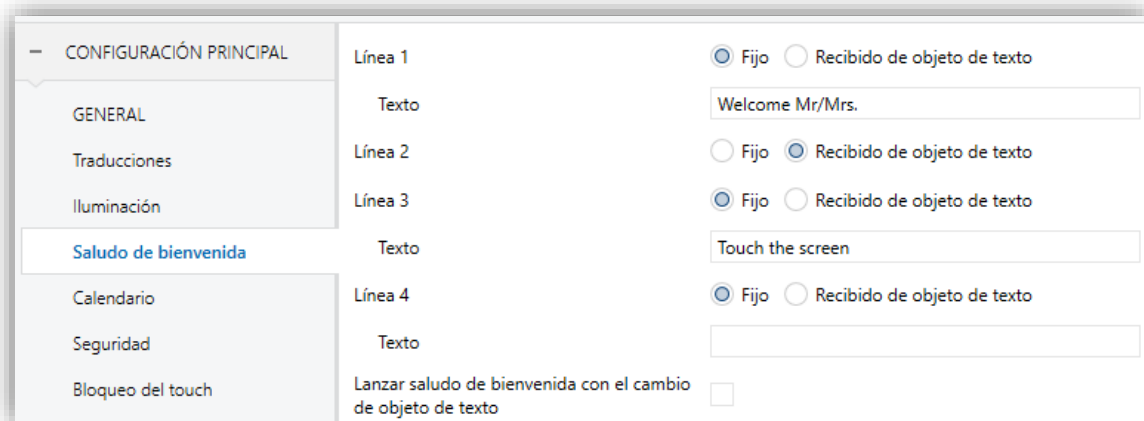 CONFIGURACIÓN PRINCIPAL
GENERAL
Traducciones
Iluminación
Saludo de bienvenida
Calendario
Seguridad
Bloqueo del touch
Línea 1 Fijo Recibido de objeto de texto
Texto Welcome Mr/Mrs.
Línea 2 Fijo Recibido de objeto de texto
Línea 3 Fijo Recibido de objeto de texto
Texto Touch the screen
Línea 4 Fijo Recibido de objeto de texto
Texto
Lanzar saludo de bienvenida con el cambio
de objeto de texto